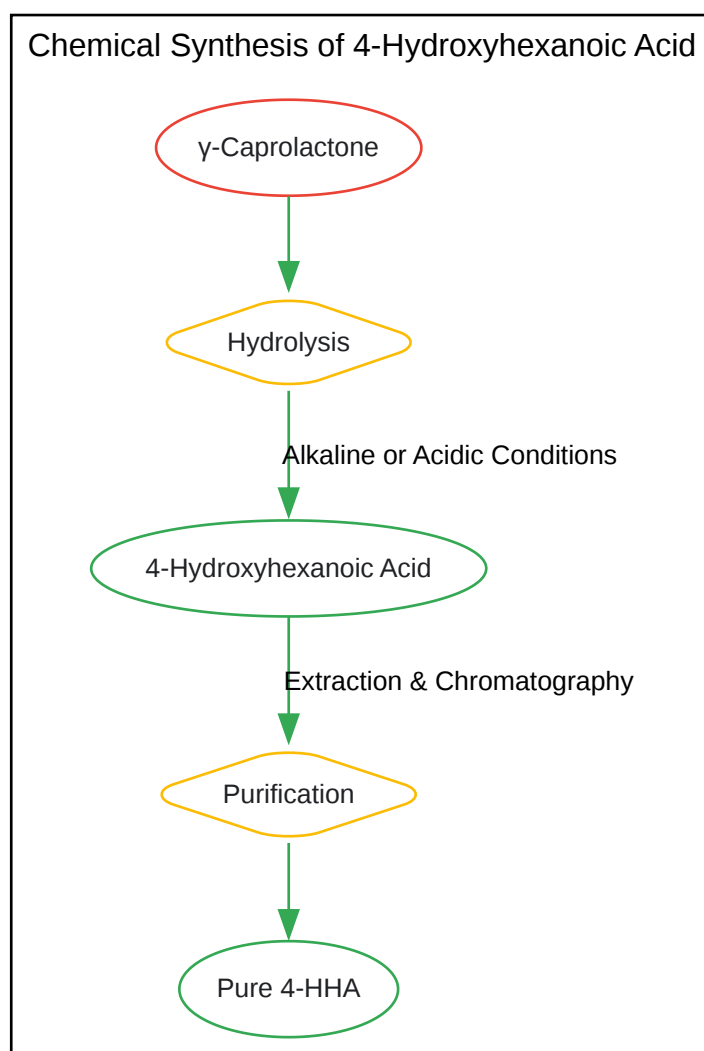 Chemical Synthesis of 4-Hydroxyhexanoic Acid
γ-Caprolactone
Hydrolysis
Alkaline or Acidic Conditions
4-Hydroxyhexanoic Acid
Extraction & Chromatography
Purification
Pure 4-HHA